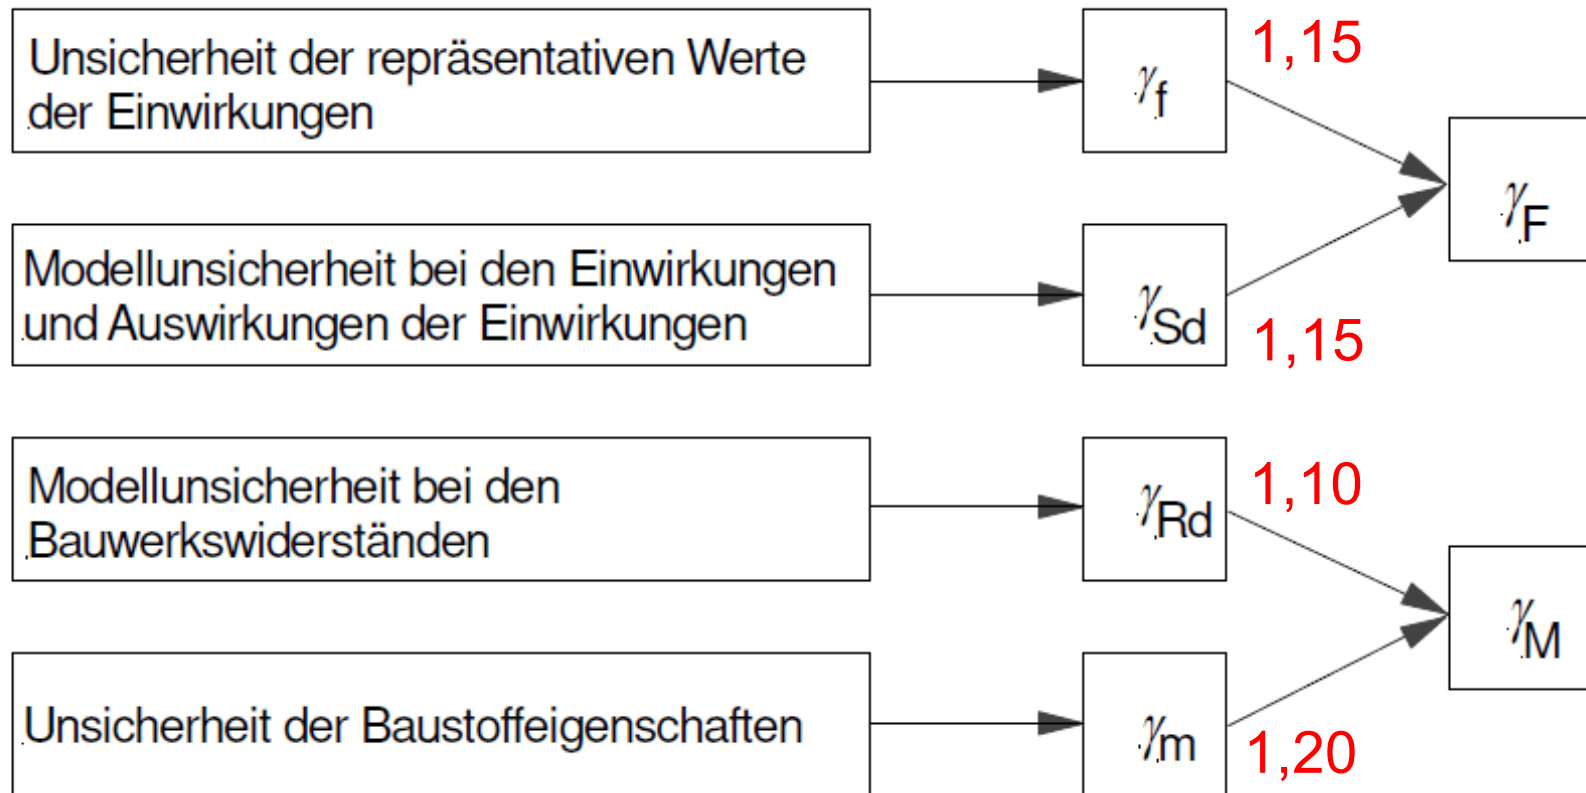 Unsicherheit der repräsentativen Werte
der Einwirkungen
γf
1,15
Modellunsicherheit bei den Einwirkungen
und Auswirkungen der Einwirkungen
γSd
1,15
γF
Modellunsicherheit bei den
Bauwerkswiderständen
γRd
1,10
Unsicherheit der Baustoffeigenschaften
γm
1,20
γM